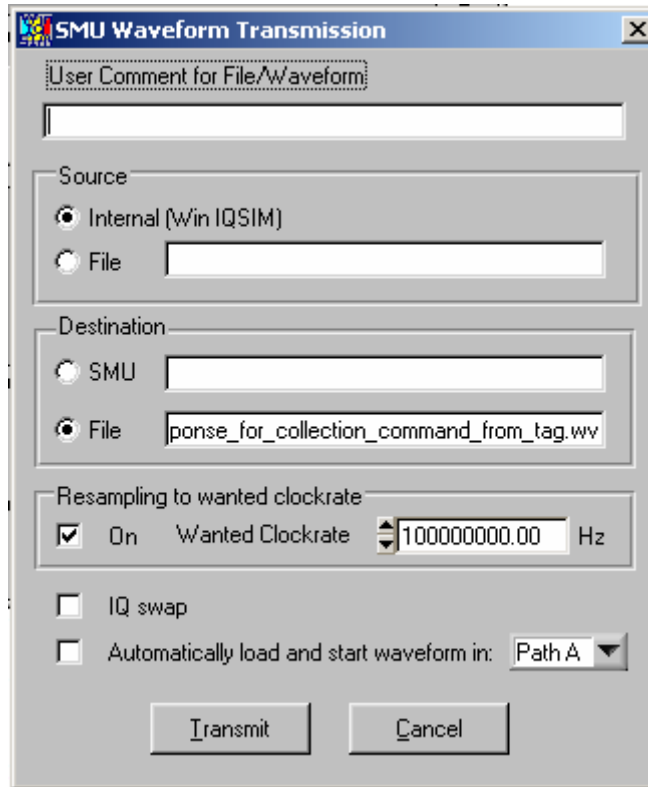 SMU Waveform Transmission
User Comment for File/Waveform
Source
Internal (Win IQSIM)
File
Destination
SMU
File ponse_for_collection_command_from_tag.wv
Resampling to wanted clockrate
On Wanted Clockrate 100000000.00 Hz
IQ swap
Automatically load and start waveform in: Path A
Transmit Cancel